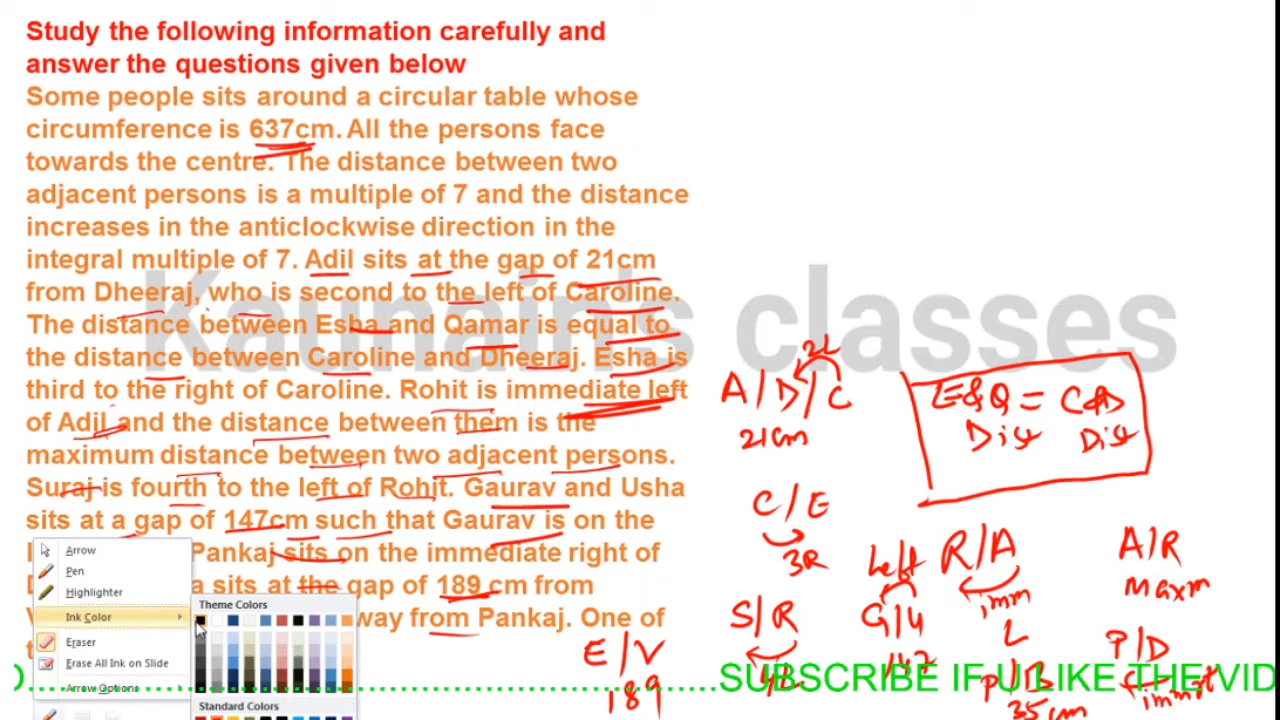 Study the following information carefully and
answer the questions given below
Some people sits around a circular table whose
circumference is 637cm. All the persons face
towards the centre. The distance between two
adjacent persons is a multiple of 7 and the distance
increases in the anticlockwise direction in the
integral multiple of 7. Adil sits at the gap of 21cm
from Dheeraj, who is second to the left of Caroline.
The distance between Esha and Qamar is equal to
the distance between Caroline and Dheeraj. Esha is
third to the right of Caroline. Rohit is immediate left
of Adil and the distance between them is the
maximum distance between two adjacent persons.
Suraj is fourth to the left of Rohit. Gaurav and Usha
sits at a gap of 147cm such that Gaurav is on the
Pankaj sits on the immediate right of
a sits at the gap of 189 cm from
way from Pankaj. One of
Kaunain's classes
Arrow
Pen
Highlighter
Ink Color
Eraser
Erase All Ink on Slide
Arrow Options
Theme Colors
Standard Colors
2L
A/D/C
21cm
E&Q = C&D
Dist Dist
C/E
3R
Left
G/U
147
R/A
imm
L
A/R
Maxm
S/R
4L
P/D
immdt
E/V
189
35cm
SUBSCRIBE IF U LIKE THE VID